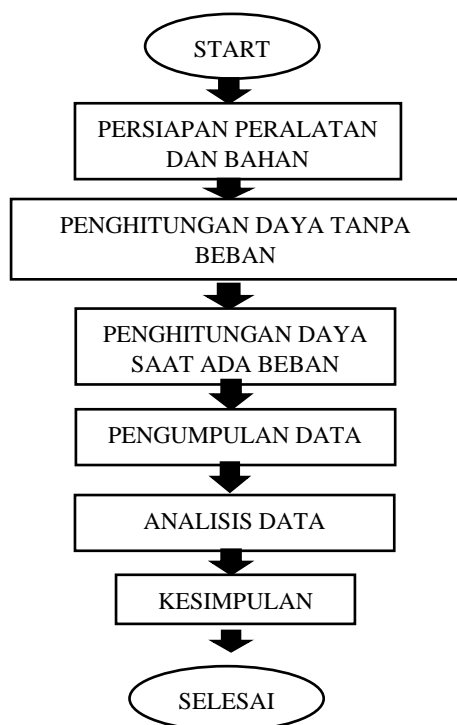 START
PERSIAPAN PERALATAN
DAN BAHAN
PENGHITUNGAN DAYA TANPA
BEBAN
PENGHITUNGAN DAYA
SAAT ADA BEBAN
PENGUMPULAN DATA
ANALISIS DATA
KESIMPULAN
SELESAI